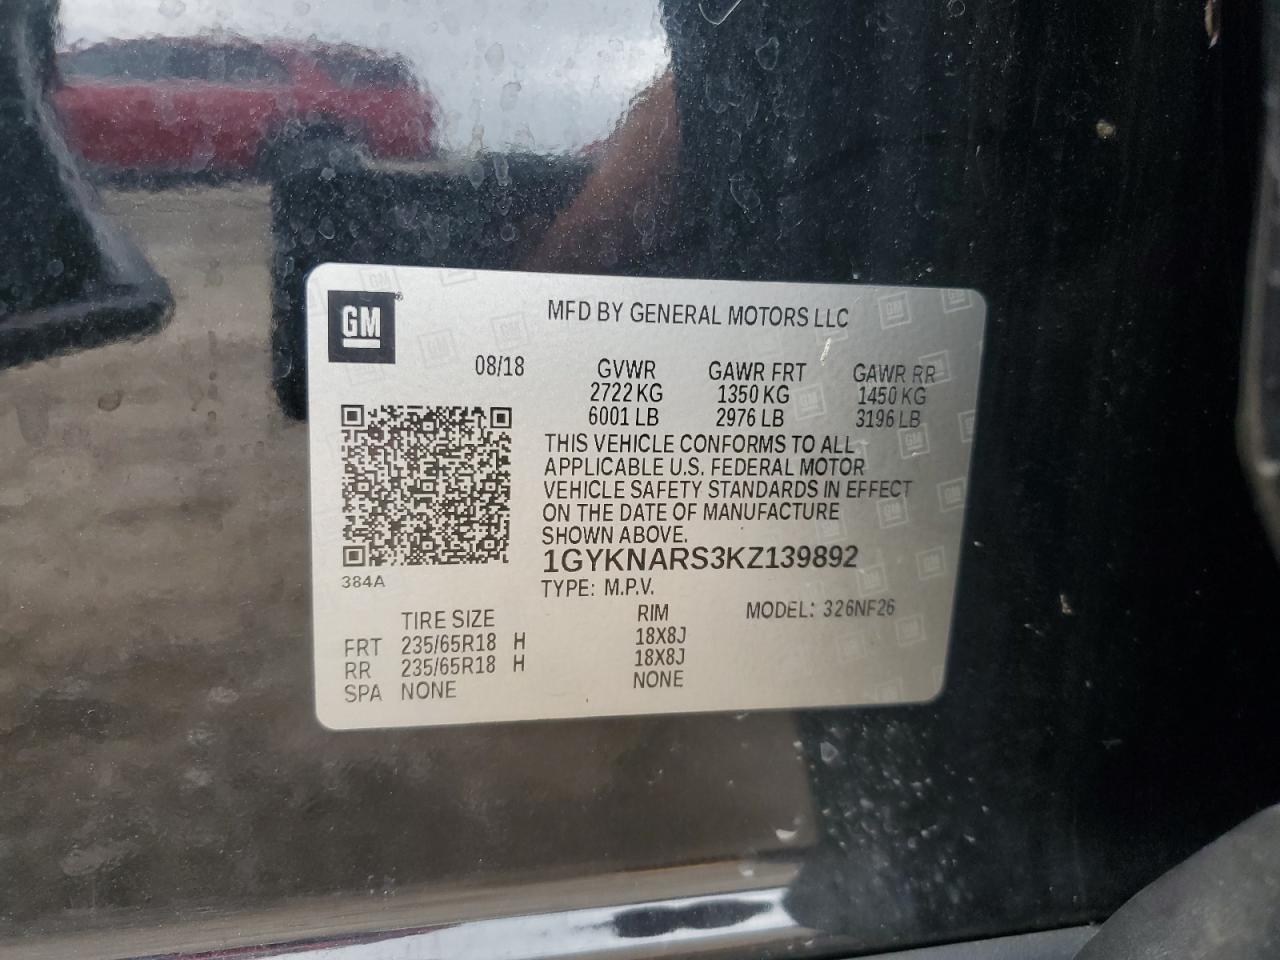 GM
MFD BY GENERAL MOTORS LLC
08/18 GVWR GAWR FRT GAWR RR
2722 KG 1350 KG 1450 KG
6001 LB 2976 LB 3196 LB
THIS VEHICLE CONFORMS TO ALL
APPLICABLE U.S. FEDERAL MOTOR
VEHICLE SAFETY STANDARDS IN EFFECT
ON THE DATE OF MANUFACTURE
SHOWN ABOVE.
1GYKNARS3KZ139892
384A
TYPE: M.P.V.
TIRE SIZE RIM MODEL: 326NF26
FRT 235/65R18 H 18X8J
RR 235/65R18 H 18X8J
SPA NONE NONE